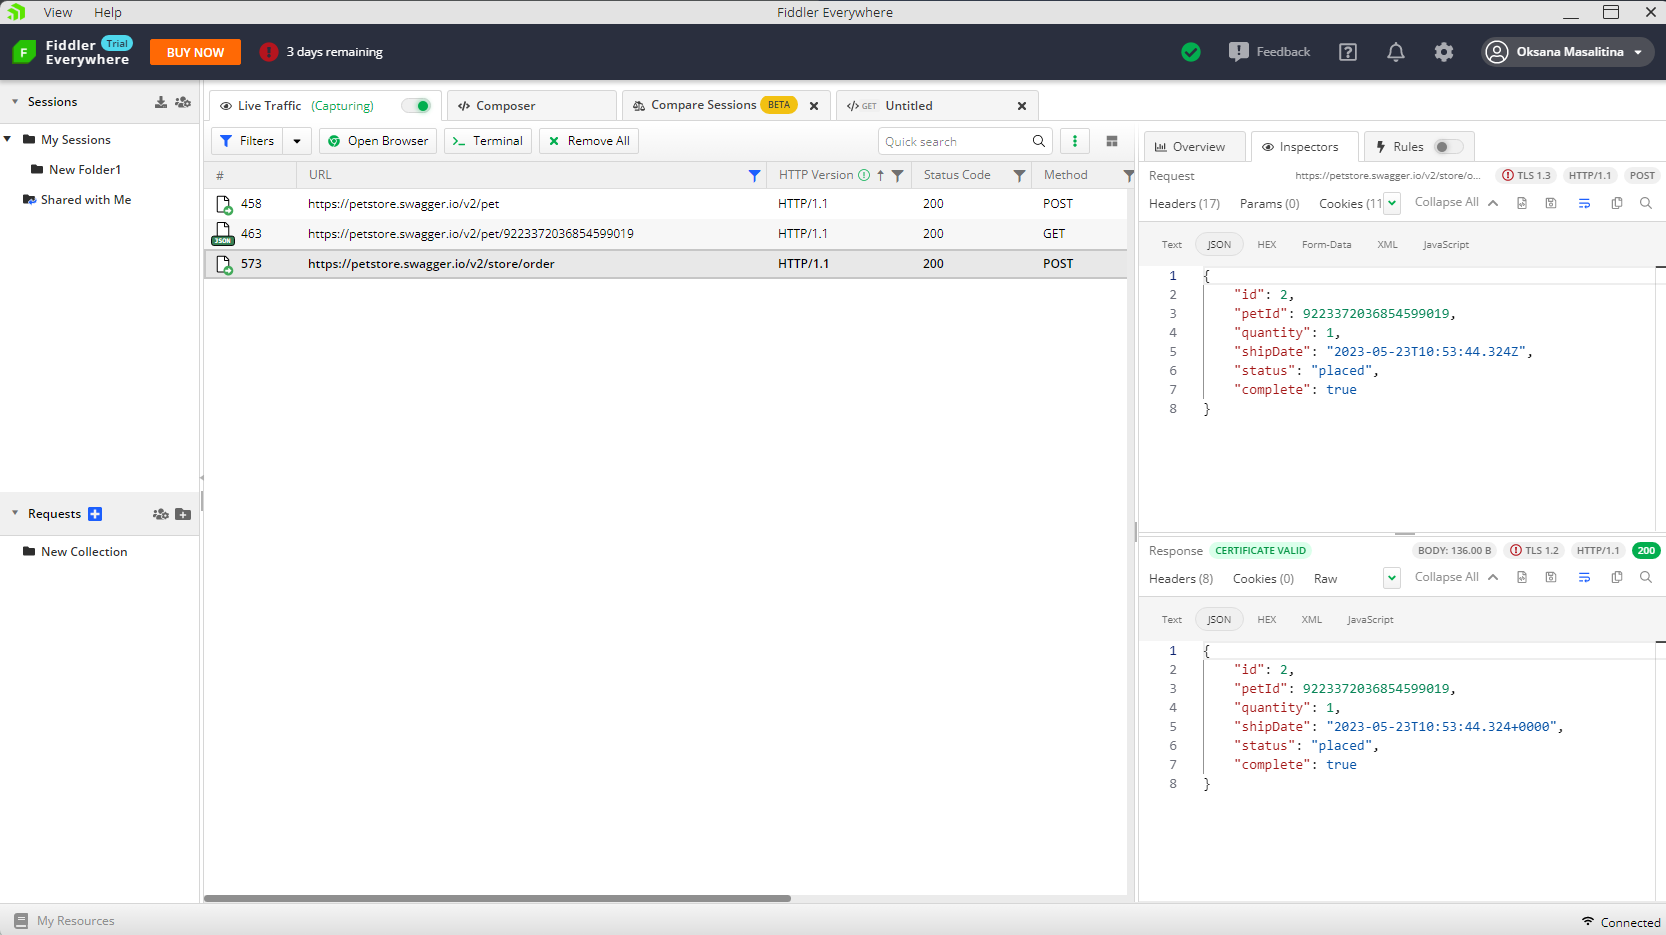 View Help Fiddler Everywhere
F Fiddler Everywhere Trial BUY NOW ! 3 days remaining Feedback ? Oksana Masalitina
Sessions
My Sessions
New Folder1
Shared with Me
Requests
New Collection
Live Traffic (Capturing) Composer Compare Sessions BETA GET Untitled
Filters Open Browser Terminal Remove All Quick search
# URL HTTP Version Status Code Method
458 https://petstore.swagger.io/v2/pet HTTP/1.1 200 POST
JSON 463 https://petstore.swagger.io/v2/pet/9223372036854599019 HTTP/1.1 200 GET
573 https://petstore.swagger.io/v2/store/order HTTP/1.1 200 POST
Overview Inspectors Rules
Request https://petstore.swagger.io/v2/store/o... TLS 1.3 HTTP/1.1 POST
Headers (17) Params (0) Cookies (11 Collapse All
Text JSON HEX Form-Data XML JavaScript
1 {
2 "id": 2,
3 "petId": 9223372036854599019,
4 "quantity": 1,
5 "shipDate": "2023-05-23T10:53:44.324Z",
6 "status": "placed",
7 "complete": true
8 }
Response CERTIFICATE VALID BODY: 136.00 B TLS 1.2 HTTP/1.1 200
Headers (8) Cookies (0) Raw Collapse All
Text JSON HEX XML JavaScript
1 {
2 "id": 2,
3 "petId": 9223372036854599019,
4 "quantity": 1,
5 "shipDate": "2023-05-23T10:53:44.324+0000",
6 "status": "placed",
7 "complete": true
8 }
My Resources Connected